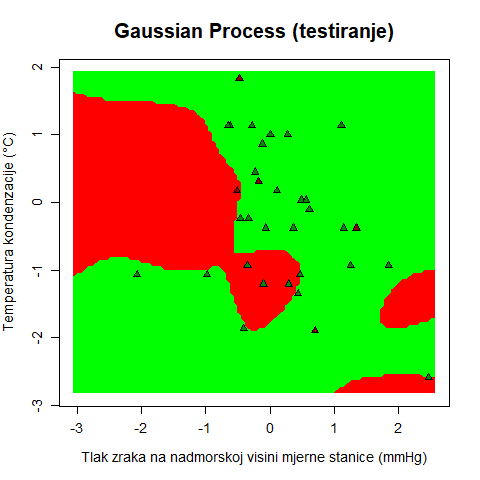 Gaussian Process (testiranje)
Temperatura kondenzacije (°C)
2
1
0
-1
-2
-3
-3 -2 -1 0 1 2
Tlak zraka na nadmorskoj visini mjerne stanice (mmHg)